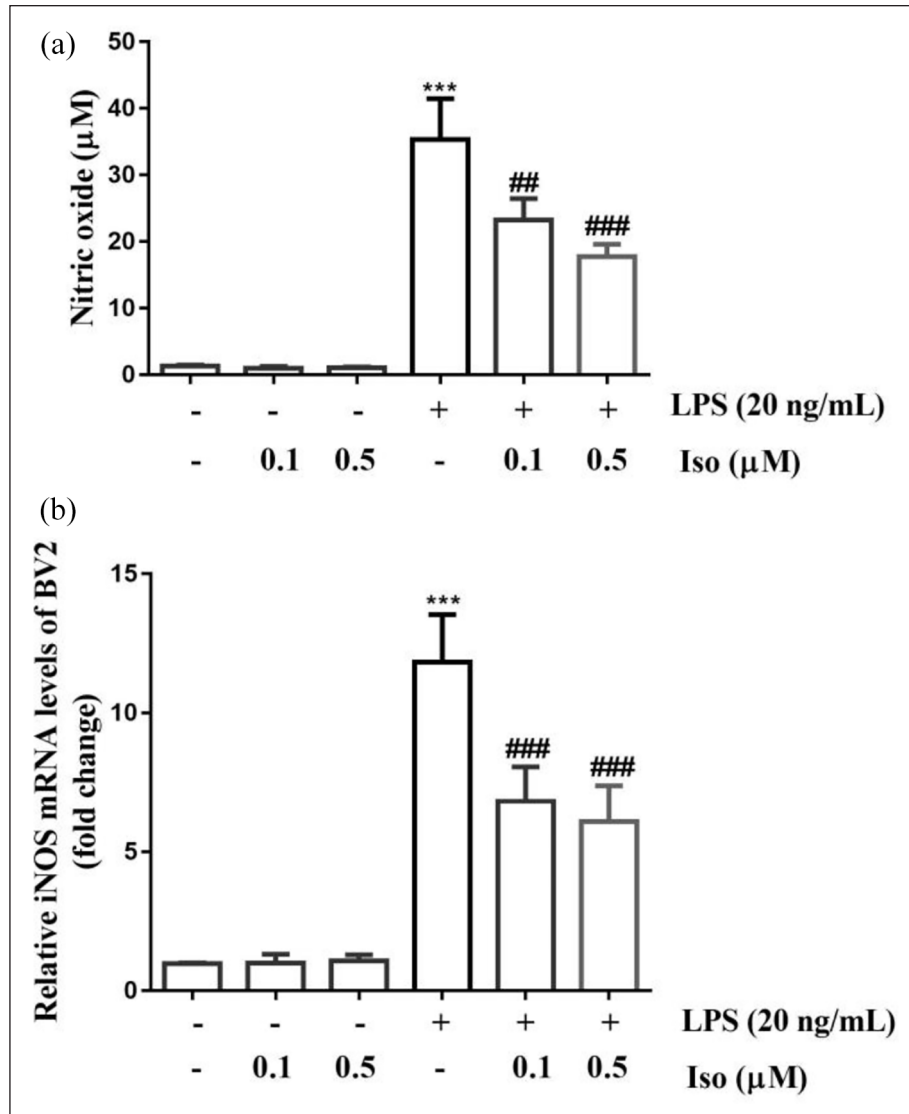 (a)
Nitric oxide (µM)
50
40
30
20
10
0
***
##
###
- - - + + + LPS (20 ng/mL)
- 0.1 0.5 - 0.1 0.5 Iso (µM)
(b)
Relative iNOS mRNA levels of BV2
(fold change)
15
10
5
0
***
###
###
- - - + + + LPS (20 ng/mL)
- 0.1 0.5 - 0.1 0.5 Iso (µM)